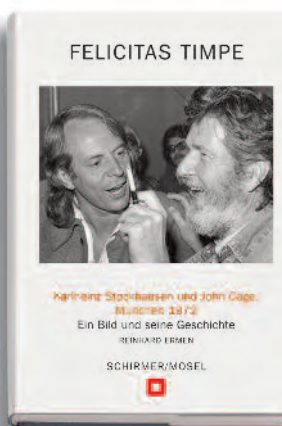 FELICITAS TIMPE
Karlheinz Stockhausen und John Cage.
München 1972
Ein Bild und seine Geschichte
REINHARD ERMEN
SCHIRMER/MOSEL